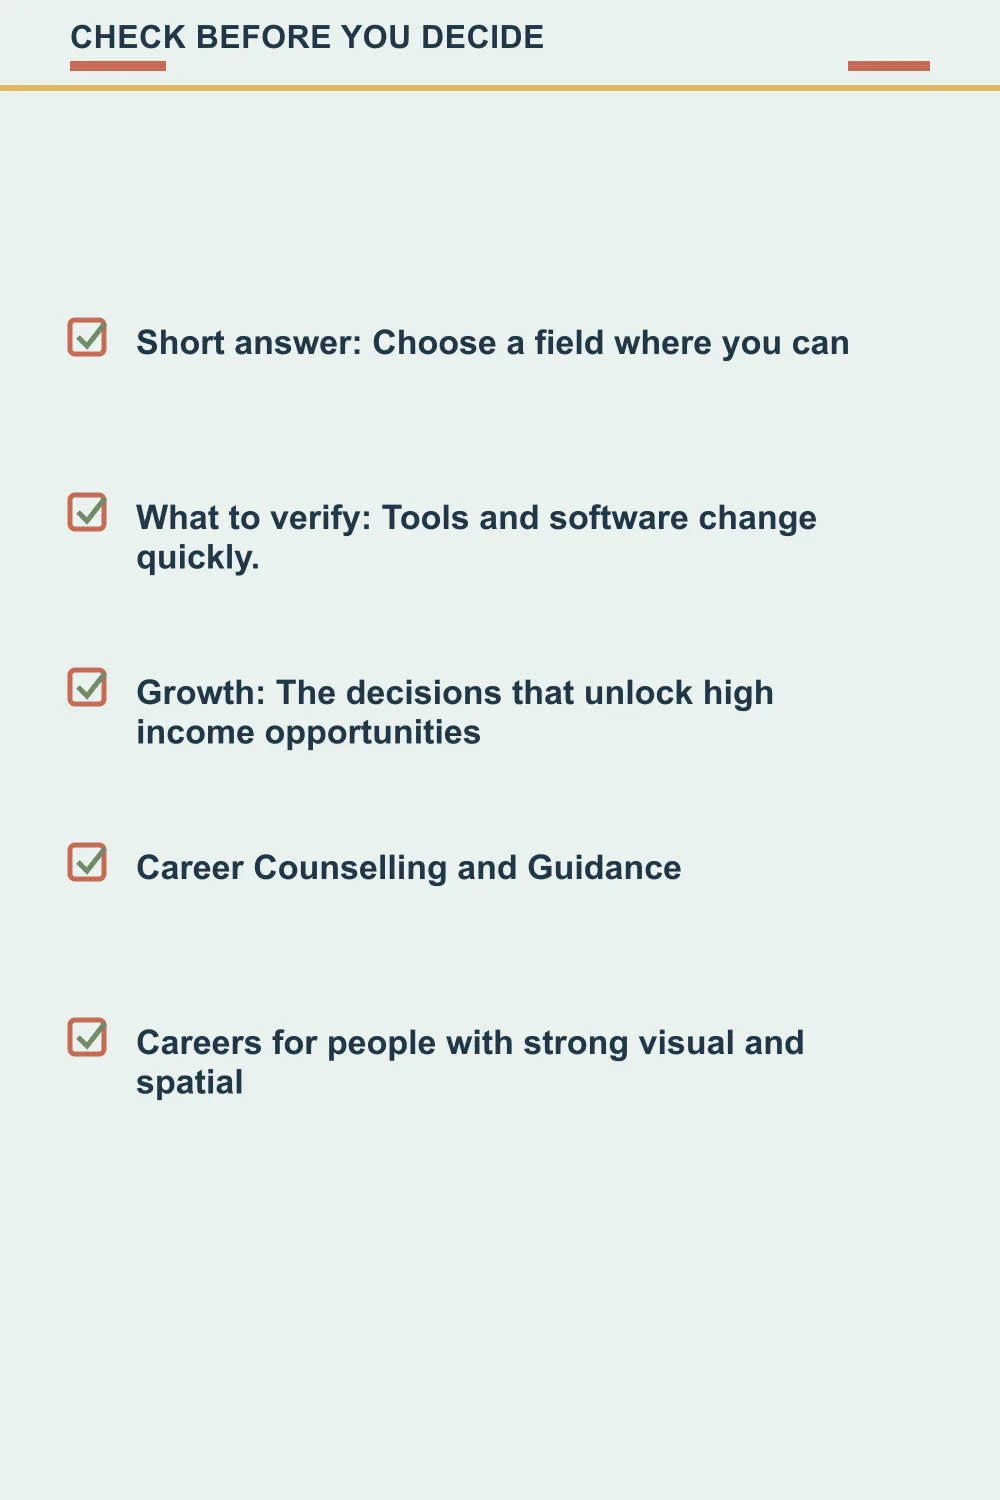 CHECK BEFORE YOU DECIDE
Short answer: Choose a field where you can
What to verify: Tools and software change
quickly.
Growth: The decisions that unlock high
income opportunities
Career Counselling and Guidance
Careers for people with strong visual and
spatial